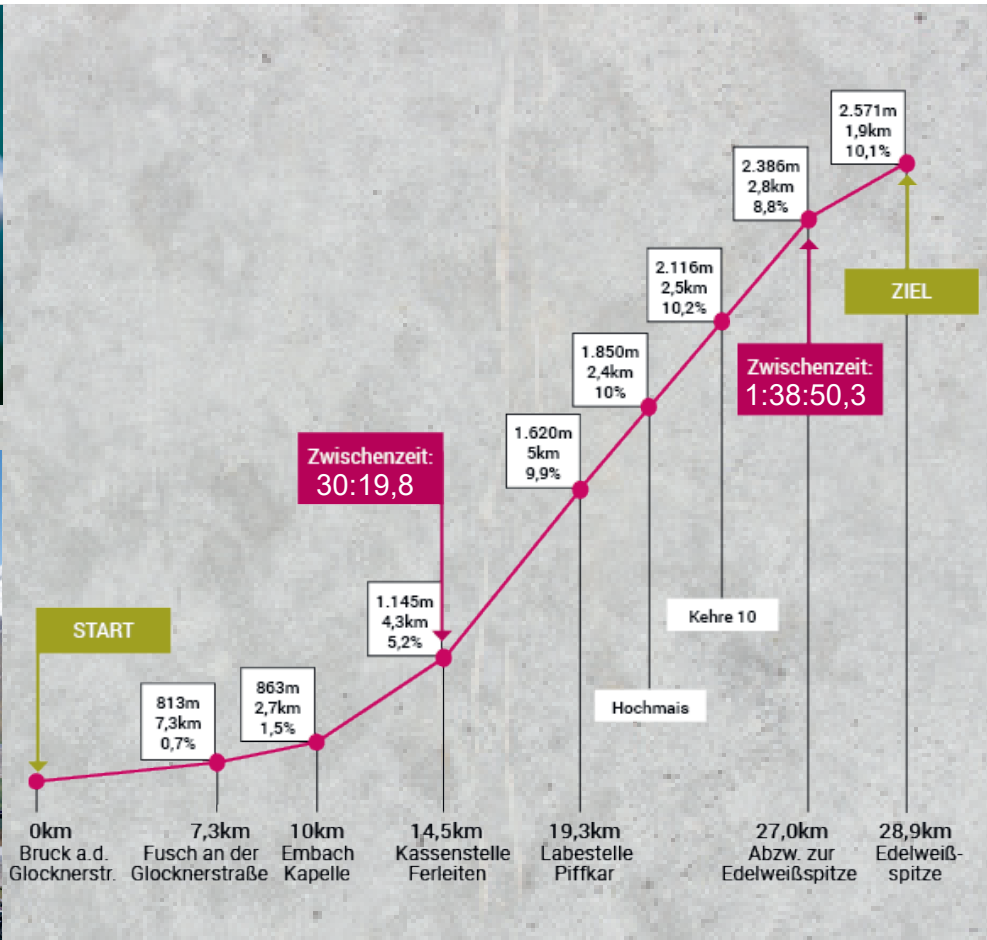 2.571m
1,9km
10,1%
2.386m
2,8km
8,8%
2.116m
2,5km
10,2%
ZIEL
1.850m
2,4km
10%
Zwischenzeit:
1:38:50,3
1.620m
5km
9,9%
Zwischenzeit:
30:19,8
1.145m
4,3km
5,2%
Kehre 10
START
863m
2,7km
1,5%
813m
7,3km
0,7%
Hochmais
0km
Bruck a.d.
Glocknerstr.
7,3km
Fusch an der
Glocknerstraße
10km
Embach
Kapelle
14,5km
Kassenstelle
Ferleiten
19,3km
Labestelle
Piffkar
27,0km
Abzw. zur
Edelweißspitze
28,9km
Edelweiß-
spitze